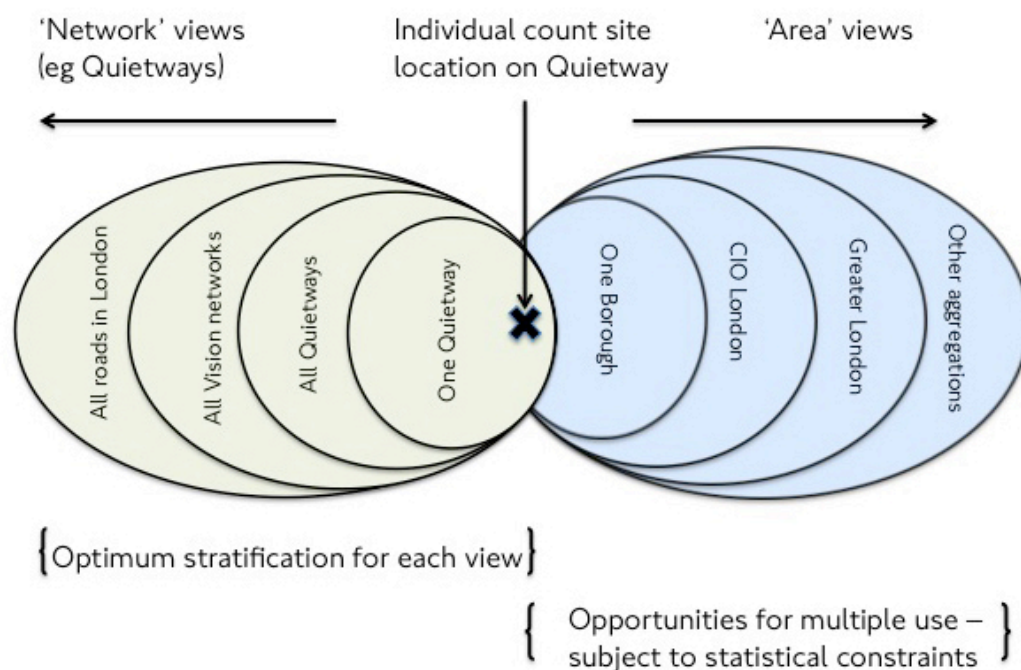 ‘Network’ views
(eg Quietways)
Individual count site
location on Quietway
‘Area’ views
All roads in London
All Vision networks
All Quietways
One Quietway
One Borough
CIO London
Greater London
Other aggregations
{Optimum stratification for each view}
{ Opportunities for multiple use –
subject to statistical constraints }